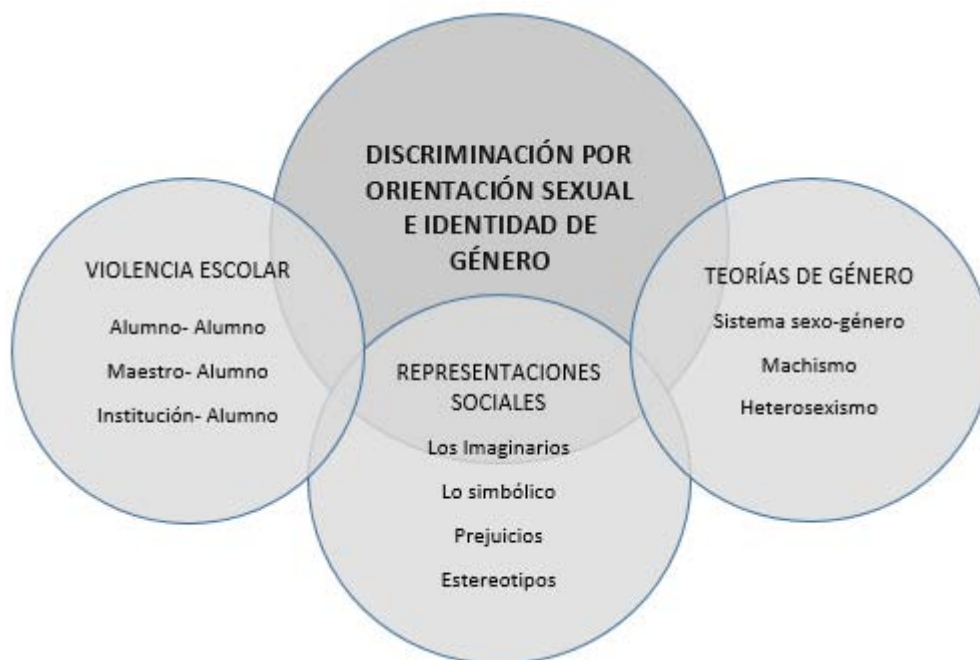 DISCRIMINACIÓN POR
ORIENTACIÓN SEXUAL
E IDENTIDAD DE
GÉNERO
VIOLENCIA ESCOLAR
Alumno- Alumno
Maestro- Alumno
Institución- Alumno
REPRESENTACIONES
SOCIALES
Los Imaginarios
Lo simbólico
Prejuicios
Estereotipos
TEORÍAS DE GÉNERO
Sistema sexo-género
Machismo
Heterosexismo